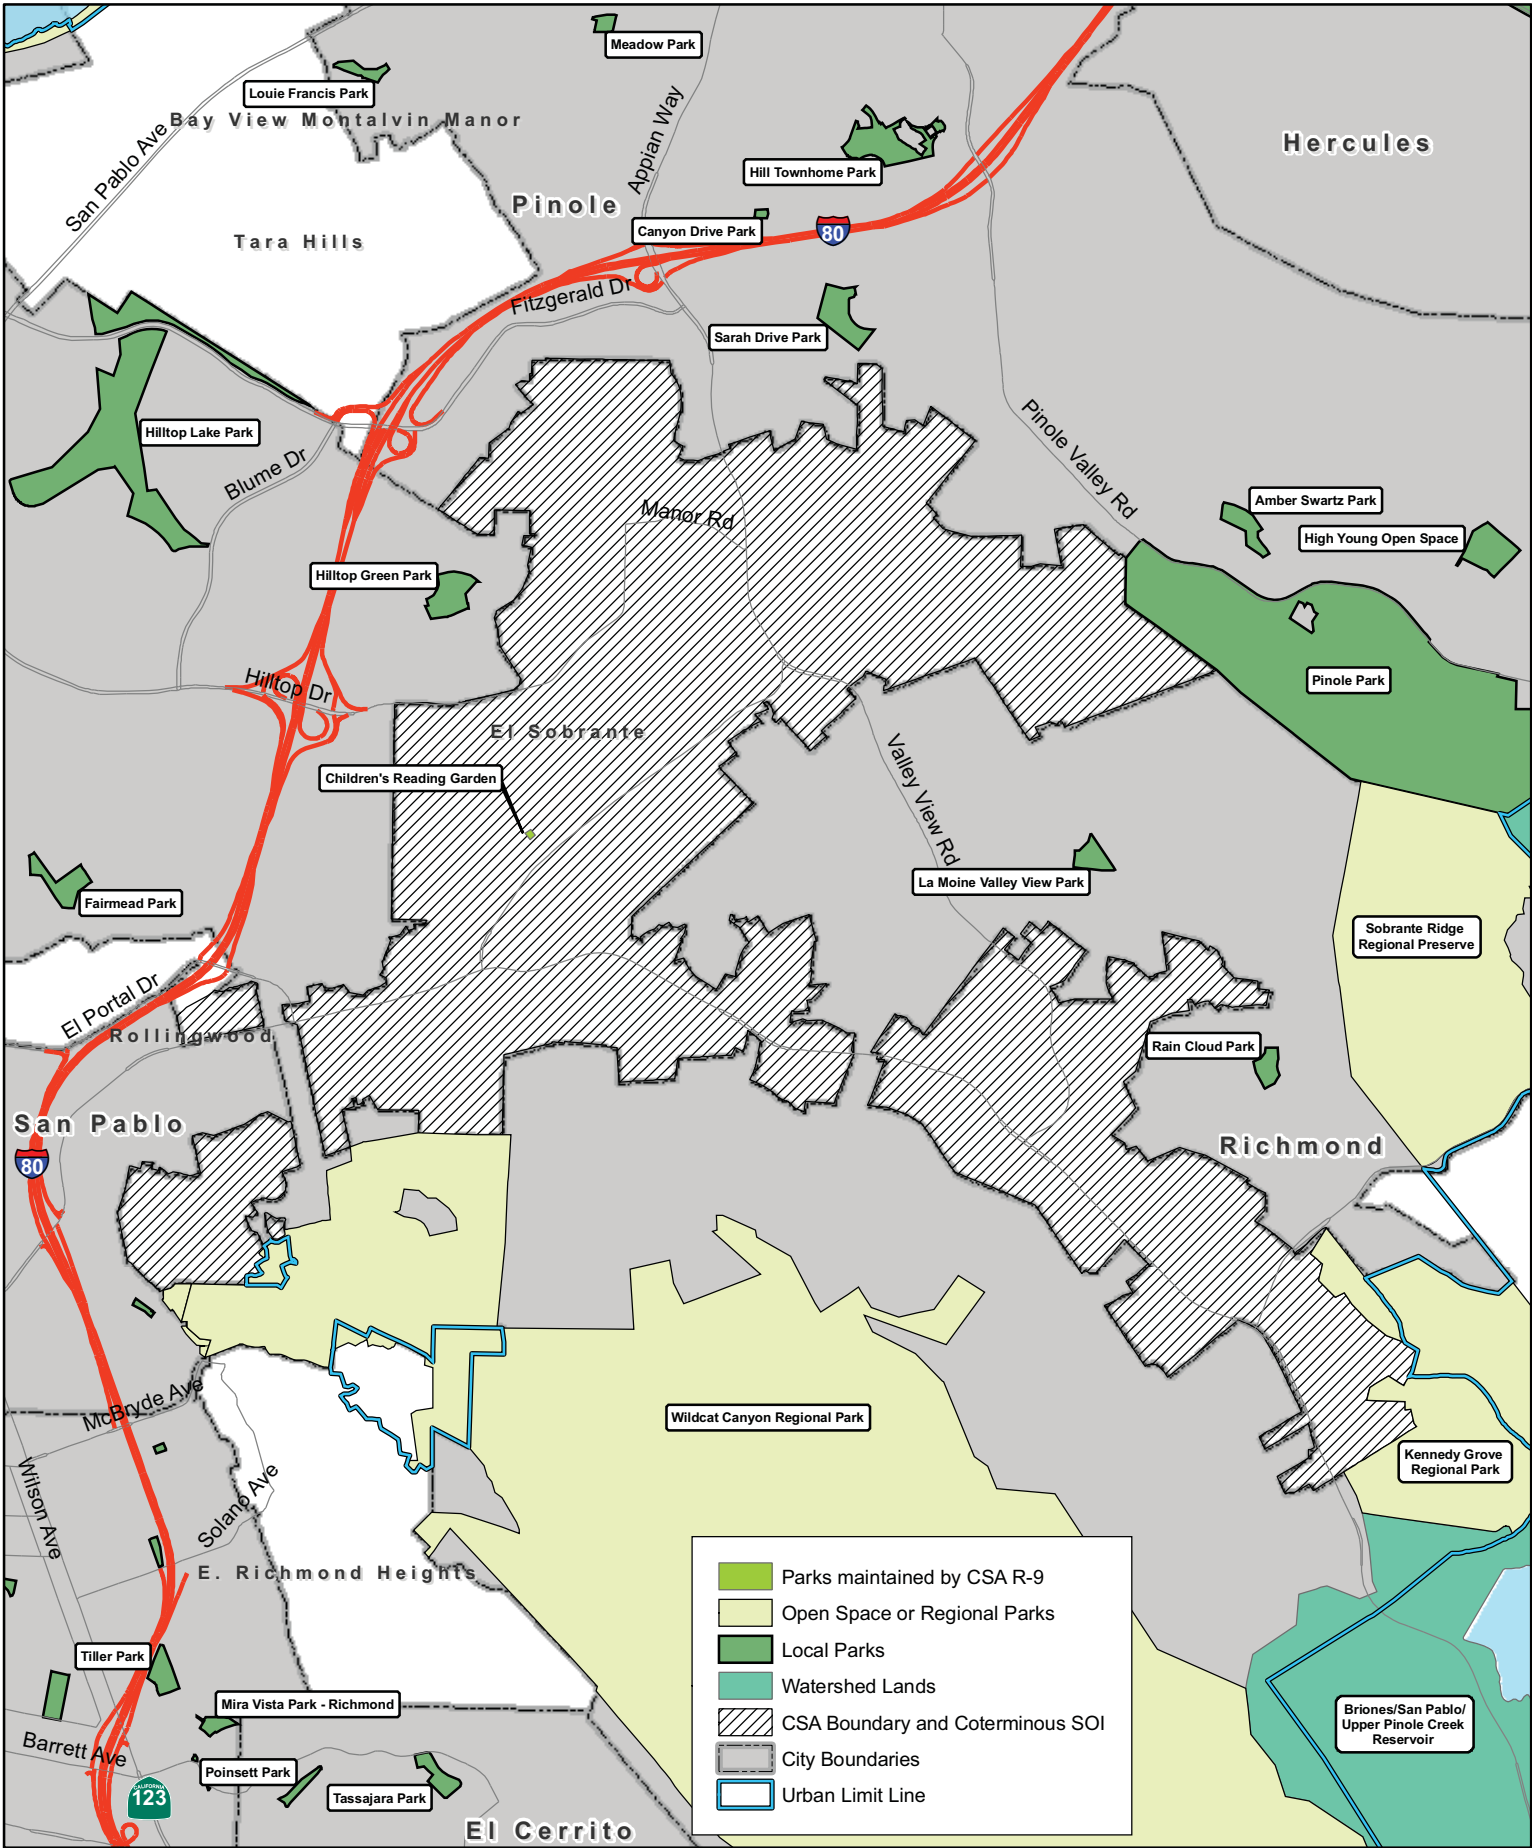 Meadow Park
Louie Francis Park
Bay View Montalvin Manor
San Pablo Ave
Appian Way
Hercules
Hill Townhome Park
Pinole
Canyon Drive Park
80
Tara Hills
Fitzgerald Dr
Sarah Drive Park
Hilltop Lake Park
Blume Dr
Pinole Valley Rd
Manor Rd
Amber Swartz Park
High Young Open Space
Hilltop Green Park
Hilltop Dr
Pinole Park
El Sobrante
Children's Reading Garden
Valley View Rd
La Moine Valley View Park
Fairmead Park
Sobrante Ridge
Regional Preserve
El Portal Dr
Rollingwood
Rain Cloud Park
San Pablo
Richmond
80
McBryde Ave
Wildcat Canyon Regional Park
Kennedy Grove
Regional Park
Wilson Ave
Solano Ave
E. Richmond Heights
Parks maintained by CSA R-9
Open Space or Regional Parks
Local Parks
Watershed Lands
CSA Boundary and Coterminous SOI
City Boundaries
Urban Limit Line
Tiller Park
Mira Vista Park - Richmond
Briones/San Pablo/
Upper Pinole Creek
Reservoir
Barrett Ave
Poinsett Park
Tassajara Park
CALIFORNIA
123
El Cerrito